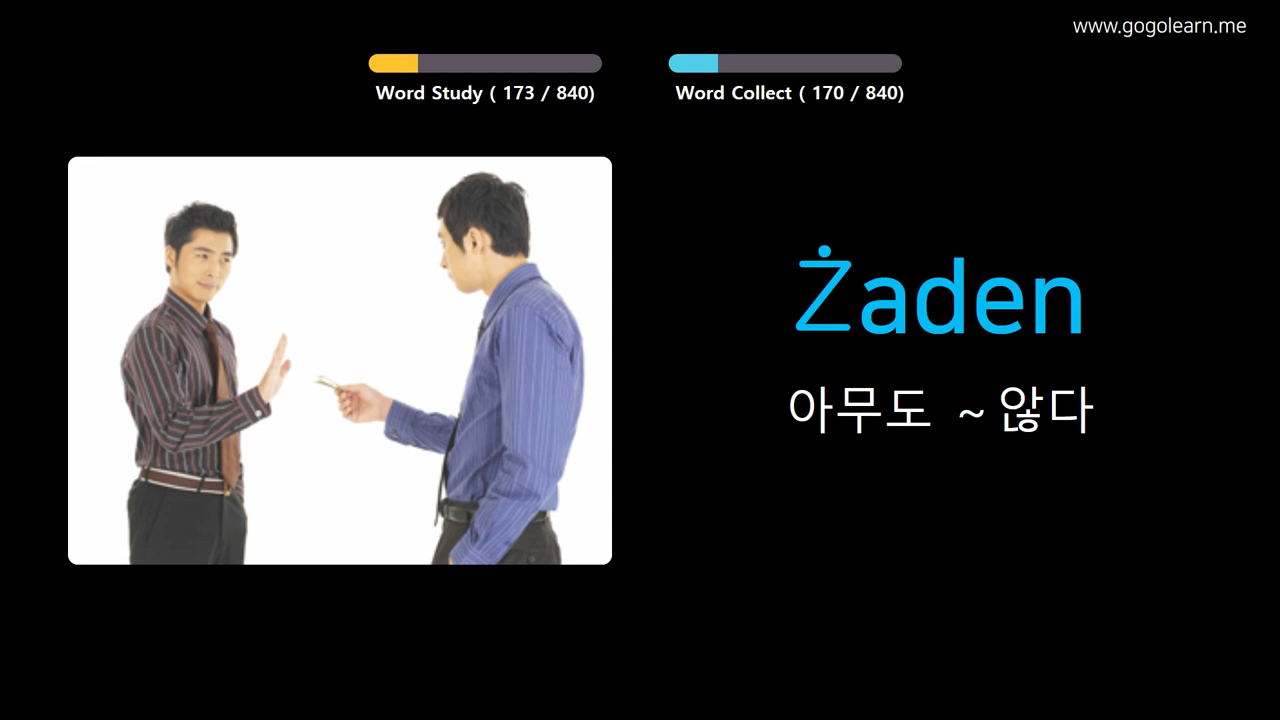 www.gogolearn.me
Word Study ( 173 / 840)
Word Collect ( 170 / 840)
Żaden
아무도 ~ 않다